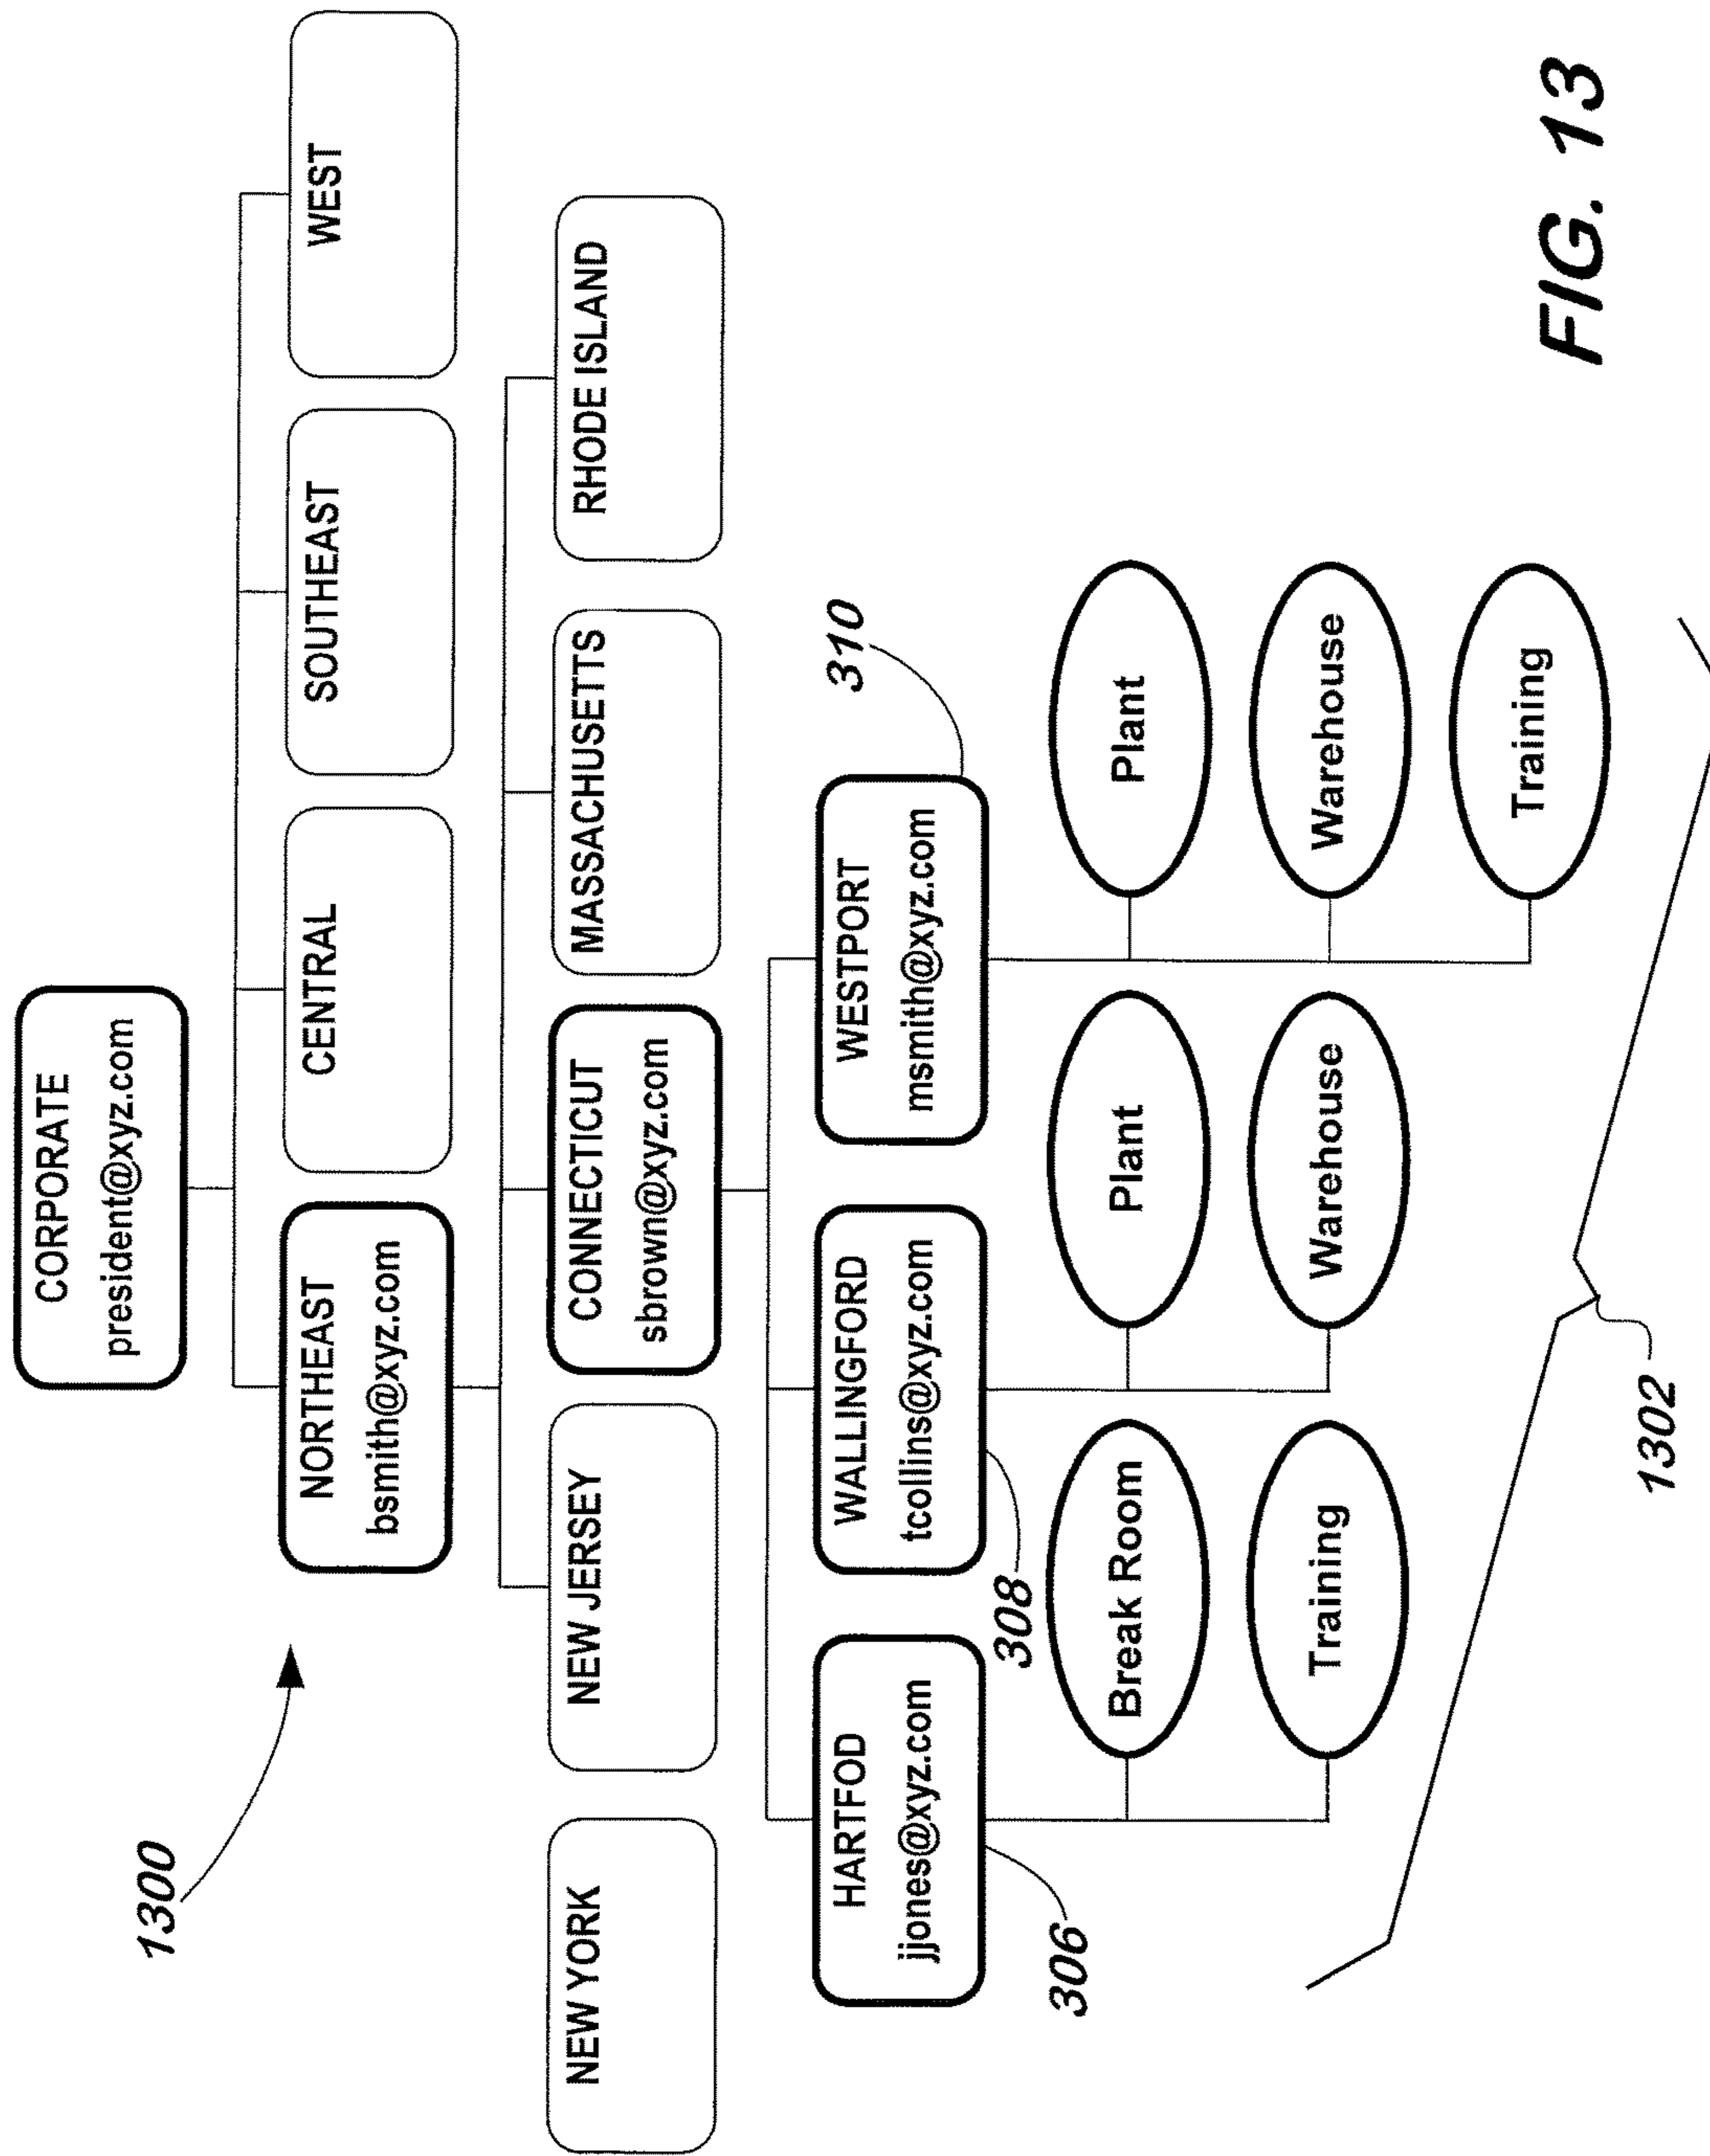 1300
CORPORATE
president@xyz.com
NORTHEAST
bsmith@xyz.com
CENTRAL
SOUTHEAST
WEST
NEW YORK
NEW JERSEY
CONNECTICUT
sbrown@xyz.com
MASSACHUSETTS
RHODE ISLAND
HARTFOD
jjones@xyz.com
WALLINGFORD
tcollins@xyz.com
WESTPORT
msmith@xyz.com
306
308
310
Break Room
Training
Plant
Warehouse
Plant
Warehouse
Training
1302
FIG. 13